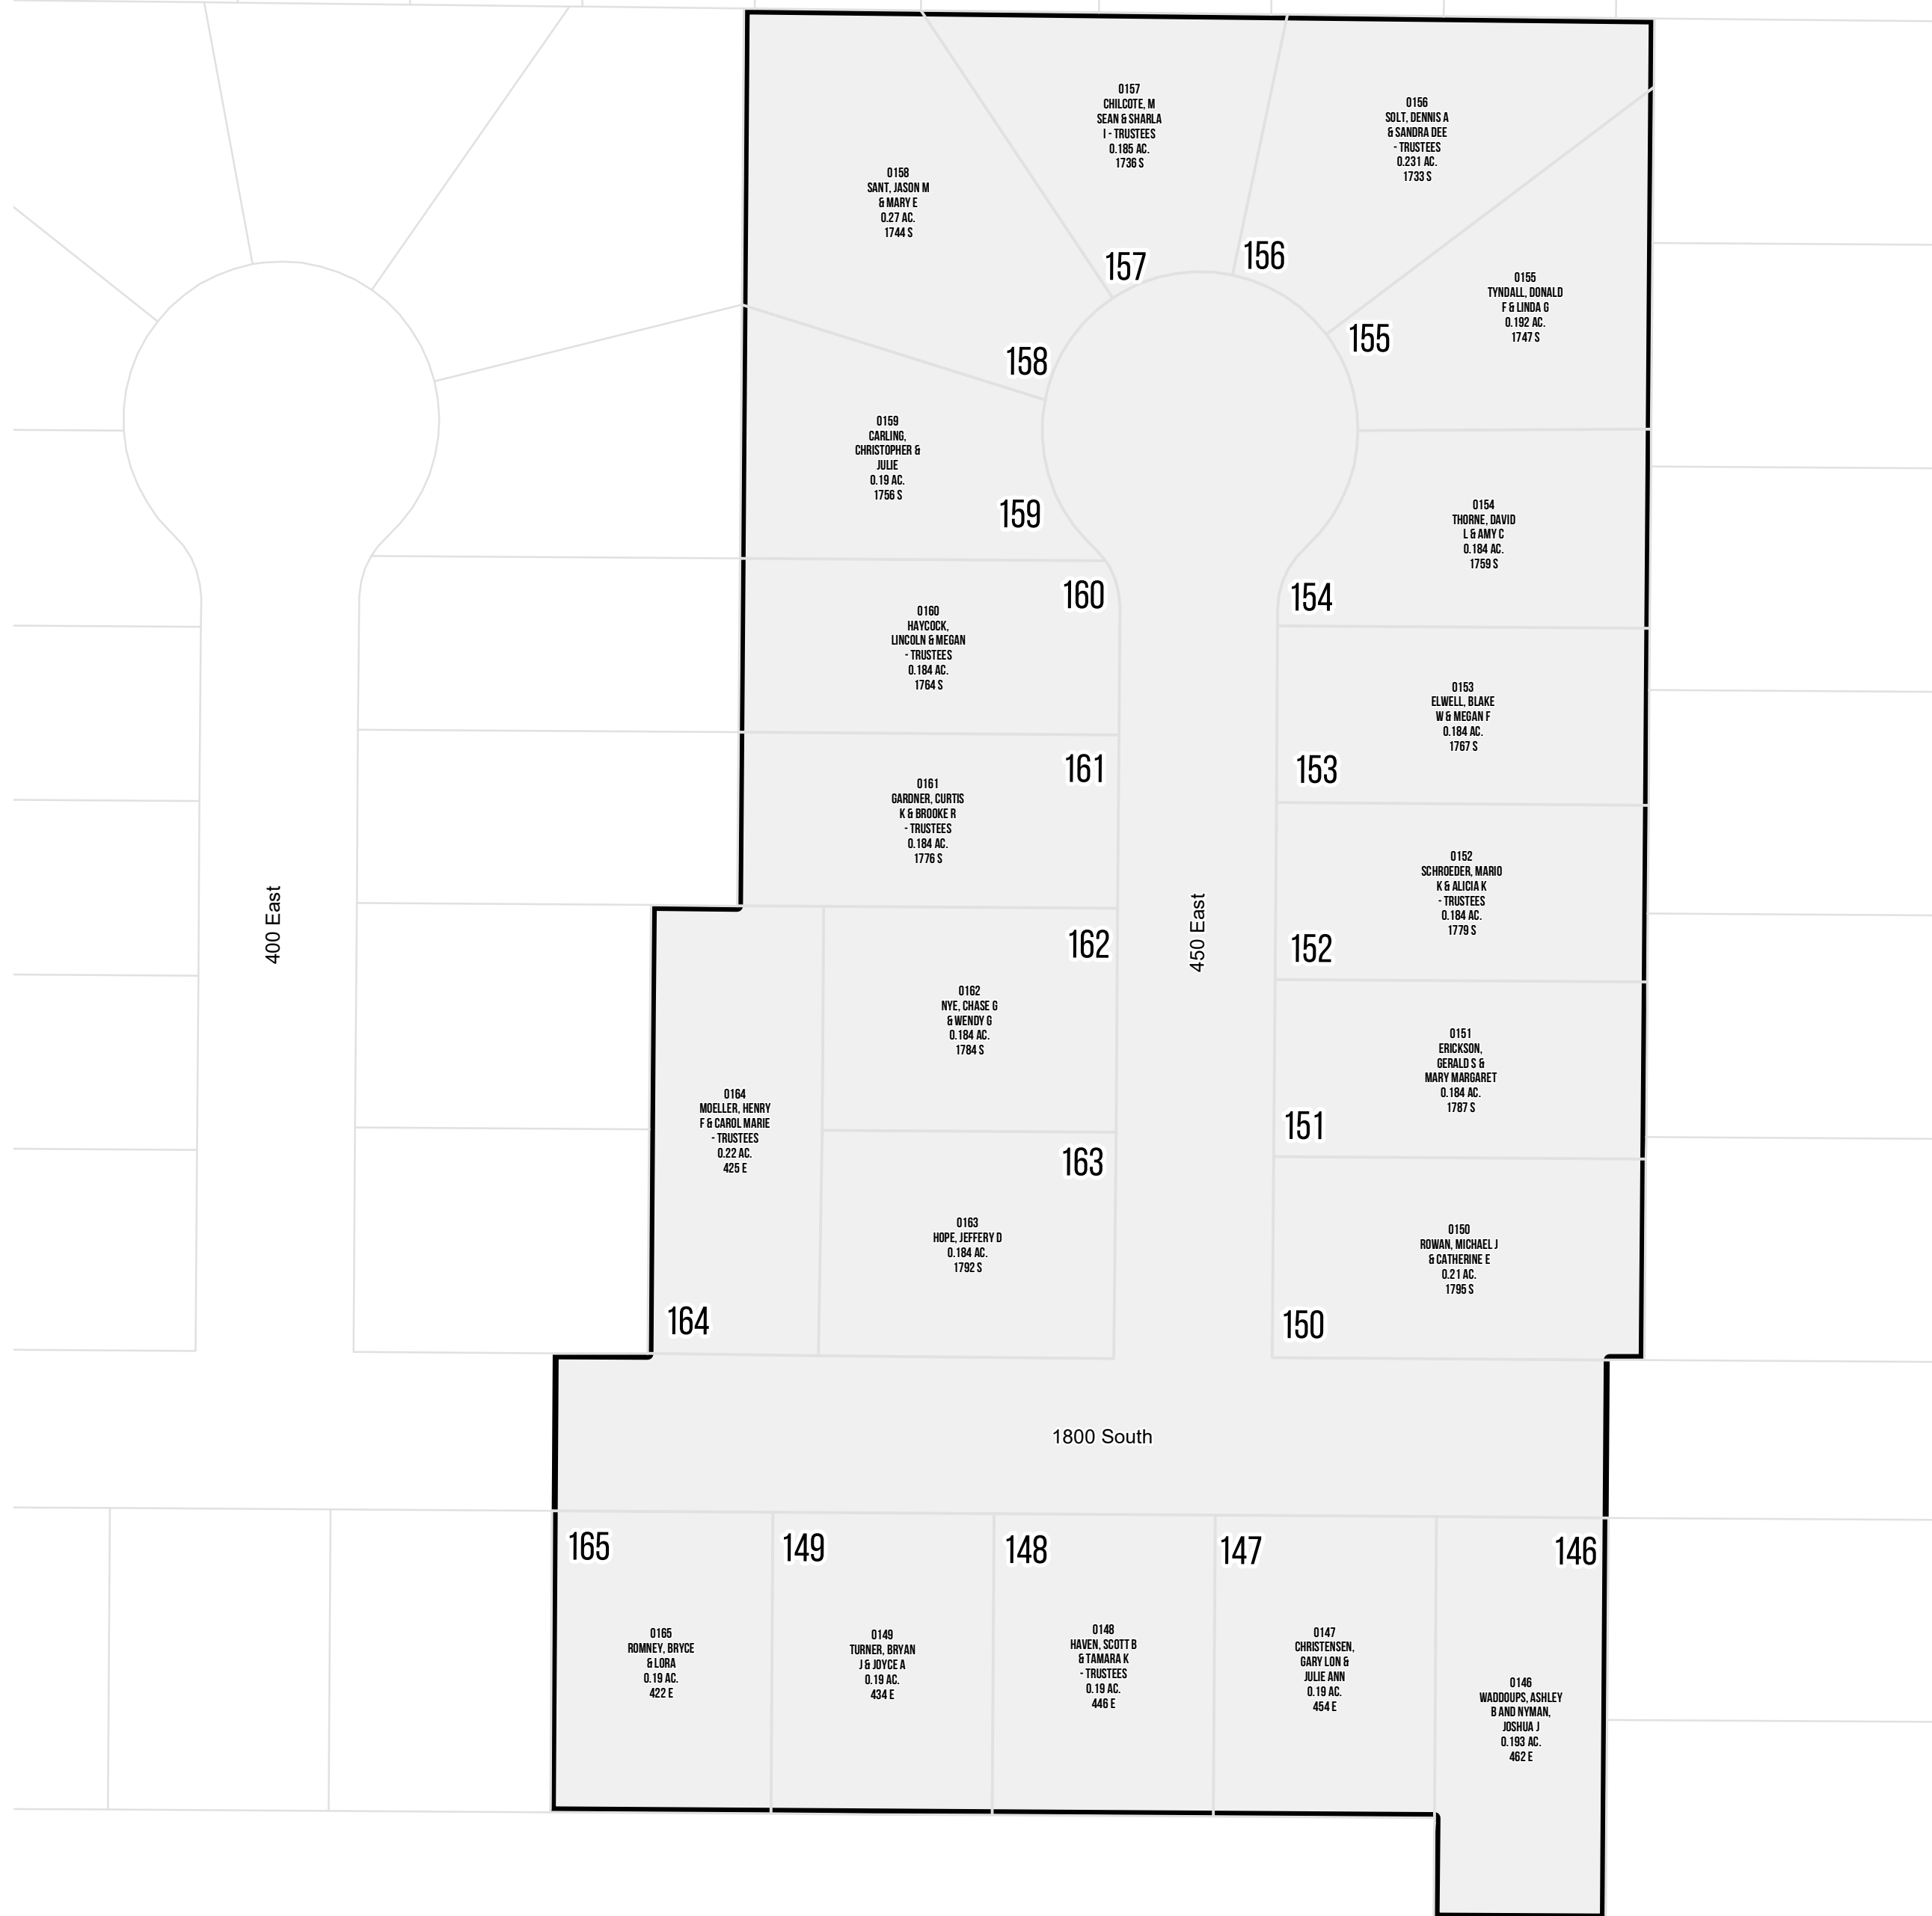 0157
CHILCOTE, M
SEAN & SHARLA
I - TRUSTEES
0.185 AC.
1736 S
0156
SOLT, DENNIS A
& SANDRA DEE
- TRUSTEES
0.231 AC.
1733 S
0158
SANT, JASON M
& MARY E
0.27 AC.
1744 S
157
156
0155
TYNDALL, DONALD
F & LINDA G
0.192 AC.
1747 S
155
158
0159
CARLING,
CHRISTOPHER &
JULIE
0.19 AC.
1756 S
159
0154
THORNE, DAVID
L & AMY C
0.184 AC.
1759 S
154
160
0160
HAYCOCK,
LINCOLN & MEGAN
- TRUSTEES
0.184 AC.
1764 S
0153
ELWELL, BLAKE
W & MEGAN F
0.184 AC.
1767 S
153
161
0161
GARDNER, CURTIS
K & BROOKE R
- TRUSTEES
0.184 AC.
1776 S
0152
SCHROEDER, MARIO
K & ALICIA K
- TRUSTEES
0.184 AC.
1779 S
152
400 East
450 East
162
0162
NYE, CHASE G
& WENDY G
0.184 AC.
1784 S
0151
ERICKSON,
GERALD S &
MARY MARGARET
0.184 AC.
1787 S
151
0164
MOELLER, HENRY
F & CAROL MARIE
- TRUSTEES
0.22 AC.
425 E
164
163
0163
HOPE, JEFFERY D
0.184 AC.
1792 S
0150
ROWAN, MICHAEL J
& CATHERINE E
0.21 AC.
1795 S
150
1800 South
165
149
148
147
146
0165
ROMNEY, BRYCE
& LORA
0.19 AC.
422 E
0149
TURNER, BRYAN
J & JOYCE A
0.19 AC.
434 E
0148
HAVEN, SCOTT B
& TAMARA K
- TRUSTEES
0.19 AC.
446 E
0147
CHRISTENSEN,
GARY LON &
JULIE ANN
0.19 AC.
454 E
0146
WADDOUPS, ASHLEY
B AND NYMAN,
JOSHUA J
0.193 AC.
462 E